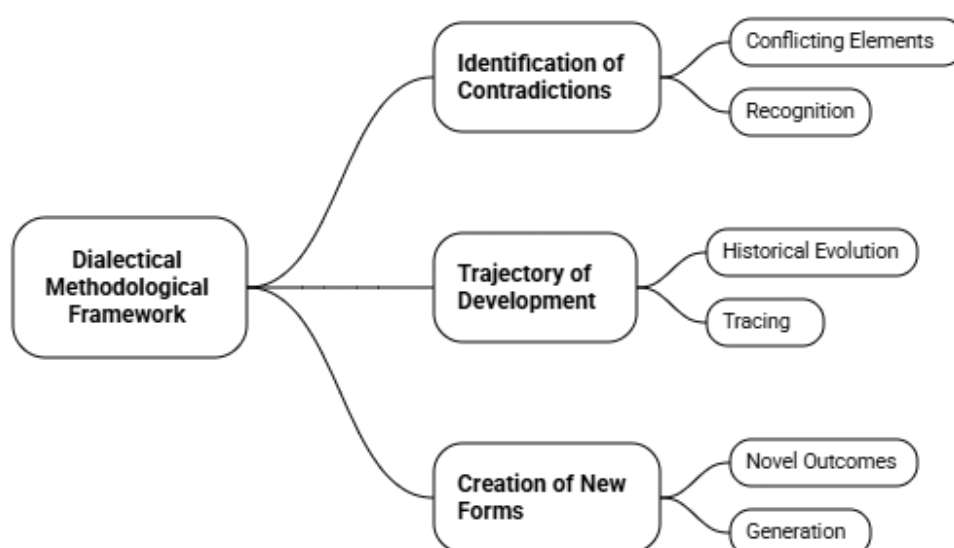 Dialectical
Methodological
Framework
Identification of
Contradictions
Conflicting Elements
Recognition
Trajectory of
Development
Historical Evolution
Tracing
Creation of New
Forms
Novel Outcomes
Generation